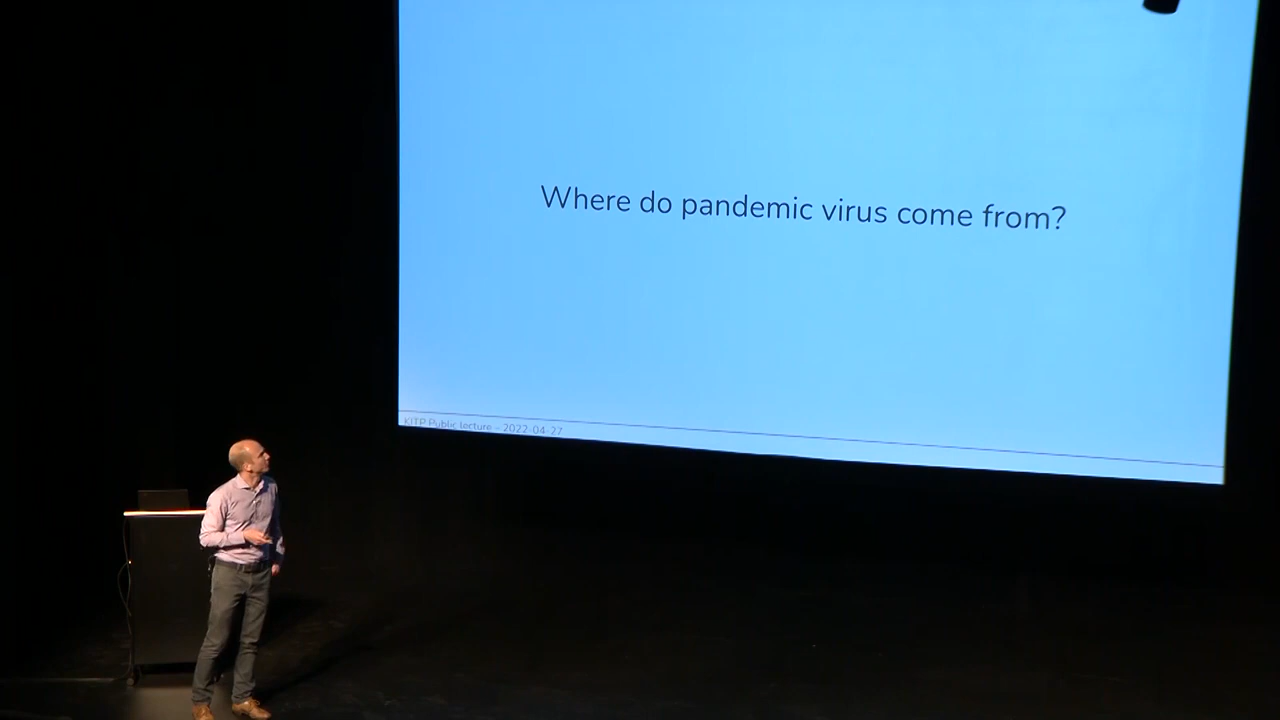 Where do pandemic virus come from?
KITP Public lecture – 2022-04-27